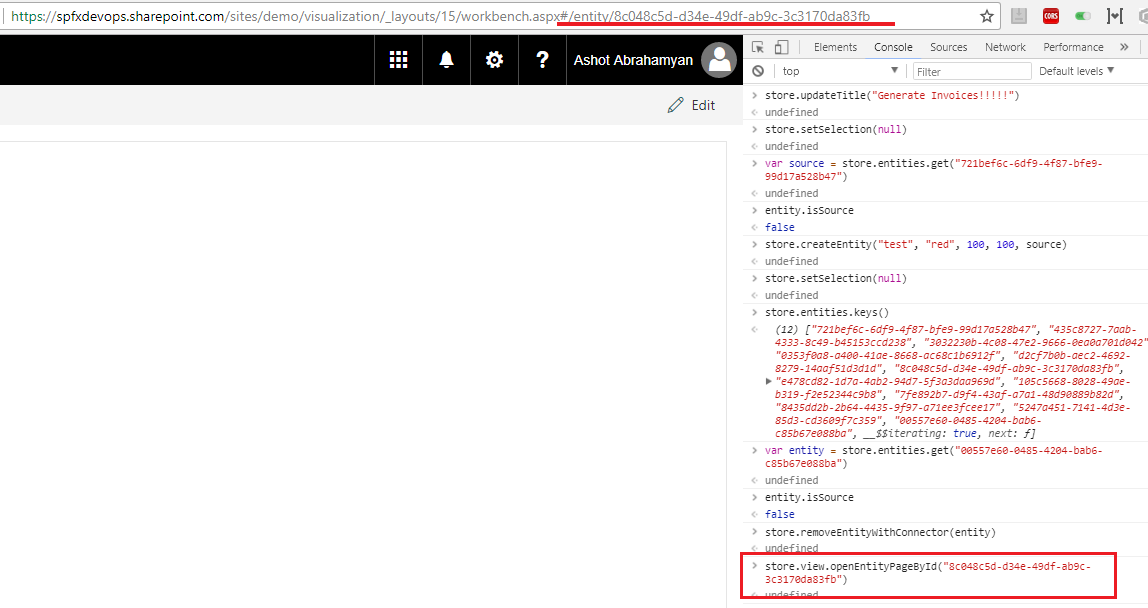 https://spfxdevops.sharepoint.com/sites/demo/visualization/_layouts/15/workbench.aspx#/entity/8c048c5d-d34e-49df-ab9c-3c3170da83fb
CORS
Ashot Abrahamyan
Edit
Elements Console Sources Network Performance »
top Filter Default levels
store.updateTitle("Generate Invoices!!!!!")
undefined
store.setSelection(null)
undefined
var source = store.entities.get("721bef6c-6df9-4f87-bfe9-
99d17a528b47")
undefined
entity.isSource
false
store.createEntity("test", "red", 100, 100, source)
undefined
store.setSelection(null)
undefined
store.entities.keys()
(12) ["721bef6c-6df9-4f87-bfe9-99d17a528b47", "435c8727-7aab-
4333-8c49-b45153ccd238", "3032230b-4c08-47e2-9666-0ea0a701d042"
"0353f0a8-a400-41ae-8668-ac68c1b6912f", "d2cf7b0b-aec2-4692-
8279-14aaf51d3d1d", "8c048c5d-d34e-49df-ab9c-3c3170da83fb",
"e478cd82-1d7a-4ab2-94d7-5f3a3daa969d", "105c5668-8028-49ae-
b319-f2e52344c9b8", "7fe892b7-d9f4-43af-a7a1-48d90889b82d",
"8435dd2b-2b64-4435-9f97-a71ee3fcee17", "5247a451-7141-4d3e-
85d3-cd3609f7c359", "00557e60-0485-4204-bab6-
c85b67e088ba", __$$iterating: true, next: ƒ]
var entity = store.entities.get("00557e60-0485-4204-bab6-
c85b67e088ba")
undefined
entity.isSource
false
store.removeEntityWithConnector(entity)
undefined
store.view.openEntityPageById("8c048c5d-d34e-49df-ab9c-
3c3170da83fb")
undefined